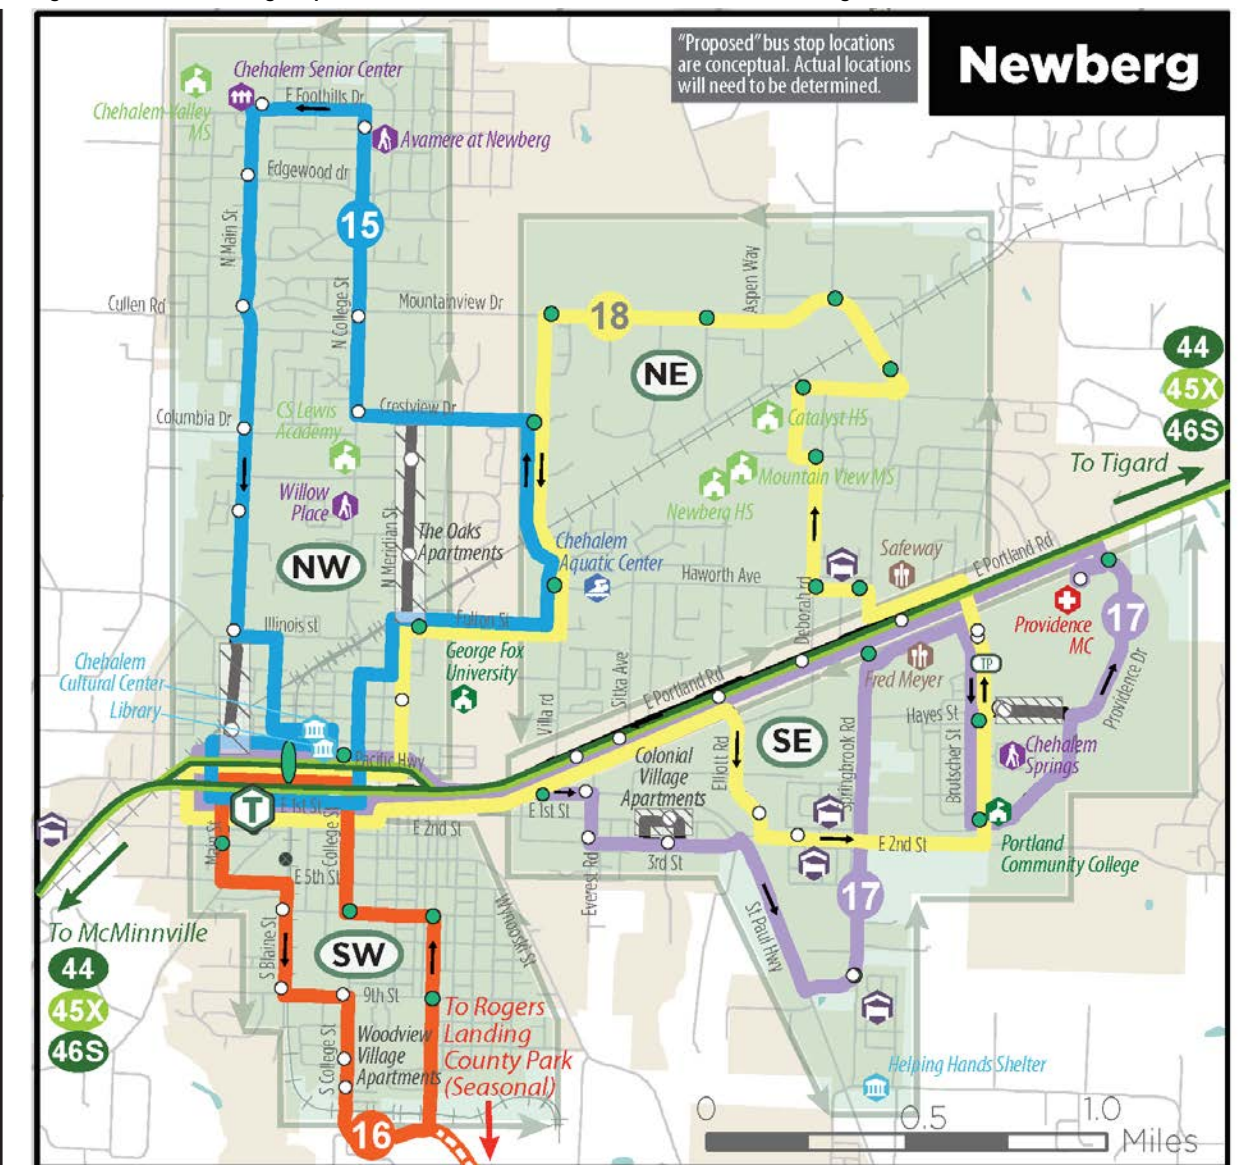 "Proposed" bus stop locations
are conceptual. Actual locations
will need to be determined.
Newberg
Chehalem Senior Center
E Foothills Dr
Chehalem Valley
MS
Avamere at Newberg
Edgewood dr
15
N Main St
N College St
Cullen Rd
Mountainview Dr
18
Aspen Way
NE
44
45X
46S
To Tigard
Columbia Dr
CS Lewis
Academy
Crestview Dr
Catalyst HS
Mountain View MS
Newberg HS
Willow
Place
N Meridian St
The Oaks
Apartments
NW
Chehalem
Aquatic Center
Haworth Ave
Safeway
E Portland Rd
Deborah rd
Providence
MC
17
Illinois st
Fulton St
George Fox
University
Chehalem
Cultural Center
Library
Villa rd
Sitka Ave
E Portland Rd
Fred Meyer
TP
Providence Dr
Hayes St
Brutscher St
Chehalem
Springs
SE
Elliott Rd
Springbrook Rd
Colonial
Village
Apartments
Pacific Hwy
T
E 1st St
E 1st St
E 2nd St
E 2nd St
Main St
S College St
3rd St
Everest Rd
Portland
Community College
E 5th St
17
Wynooski St
St Paul Hwy
To McMinnville
44
45X
46S
S Blaine St
SW
9th St
To Rogers
Landing
County Park
(Seasonal)
S College St
Woodview
Village
Apartments
16
Helping Hands Shelter
0
0.5
1.0
Miles